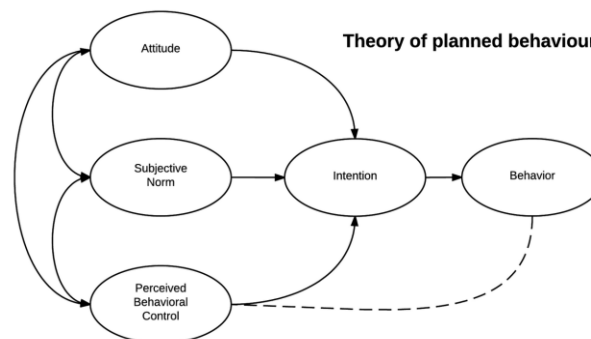 Theory of planned behaviour
Attitude
Subjective
Norm
Intention
Behavior
Perceived
Behavioral
Control